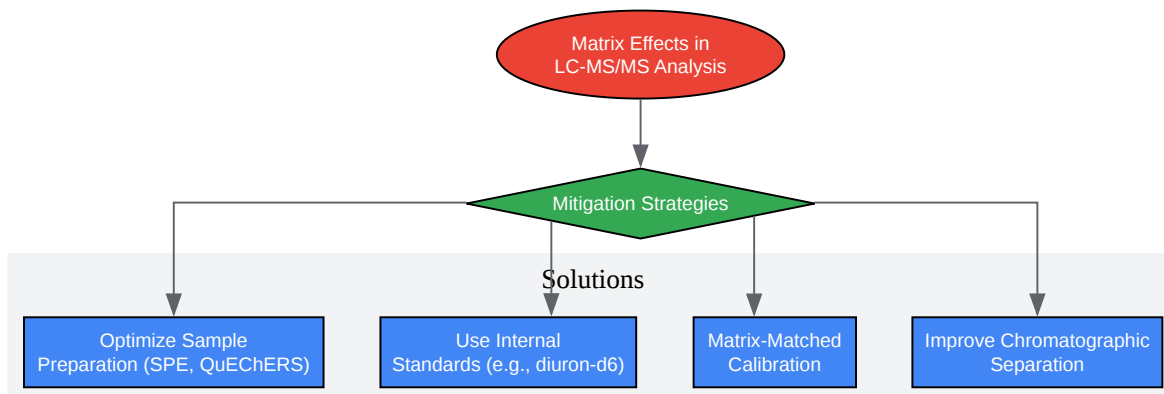 Matrix Effects in
LC-MS/MS Analysis
Mitigation Strategies
Solutions
Optimize Sample
Preparation (SPE, QuEChERS)
Use Internal
Standards (e.g., diuron-d6)
Matrix-Matched
Calibration
Improve Chromatographic
Separation